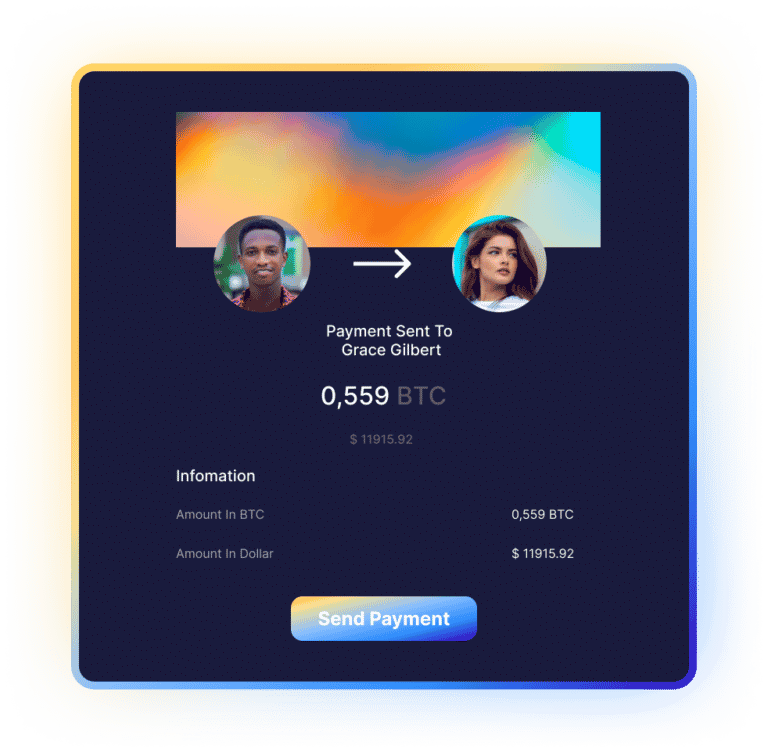 Payment Sent To
Grace Gilbert
0,559 BTC
$ 11915.92
Infomation
Amount In BTC 0,559 BTC
Amount In Dollar $ 11915.92
Send Payment